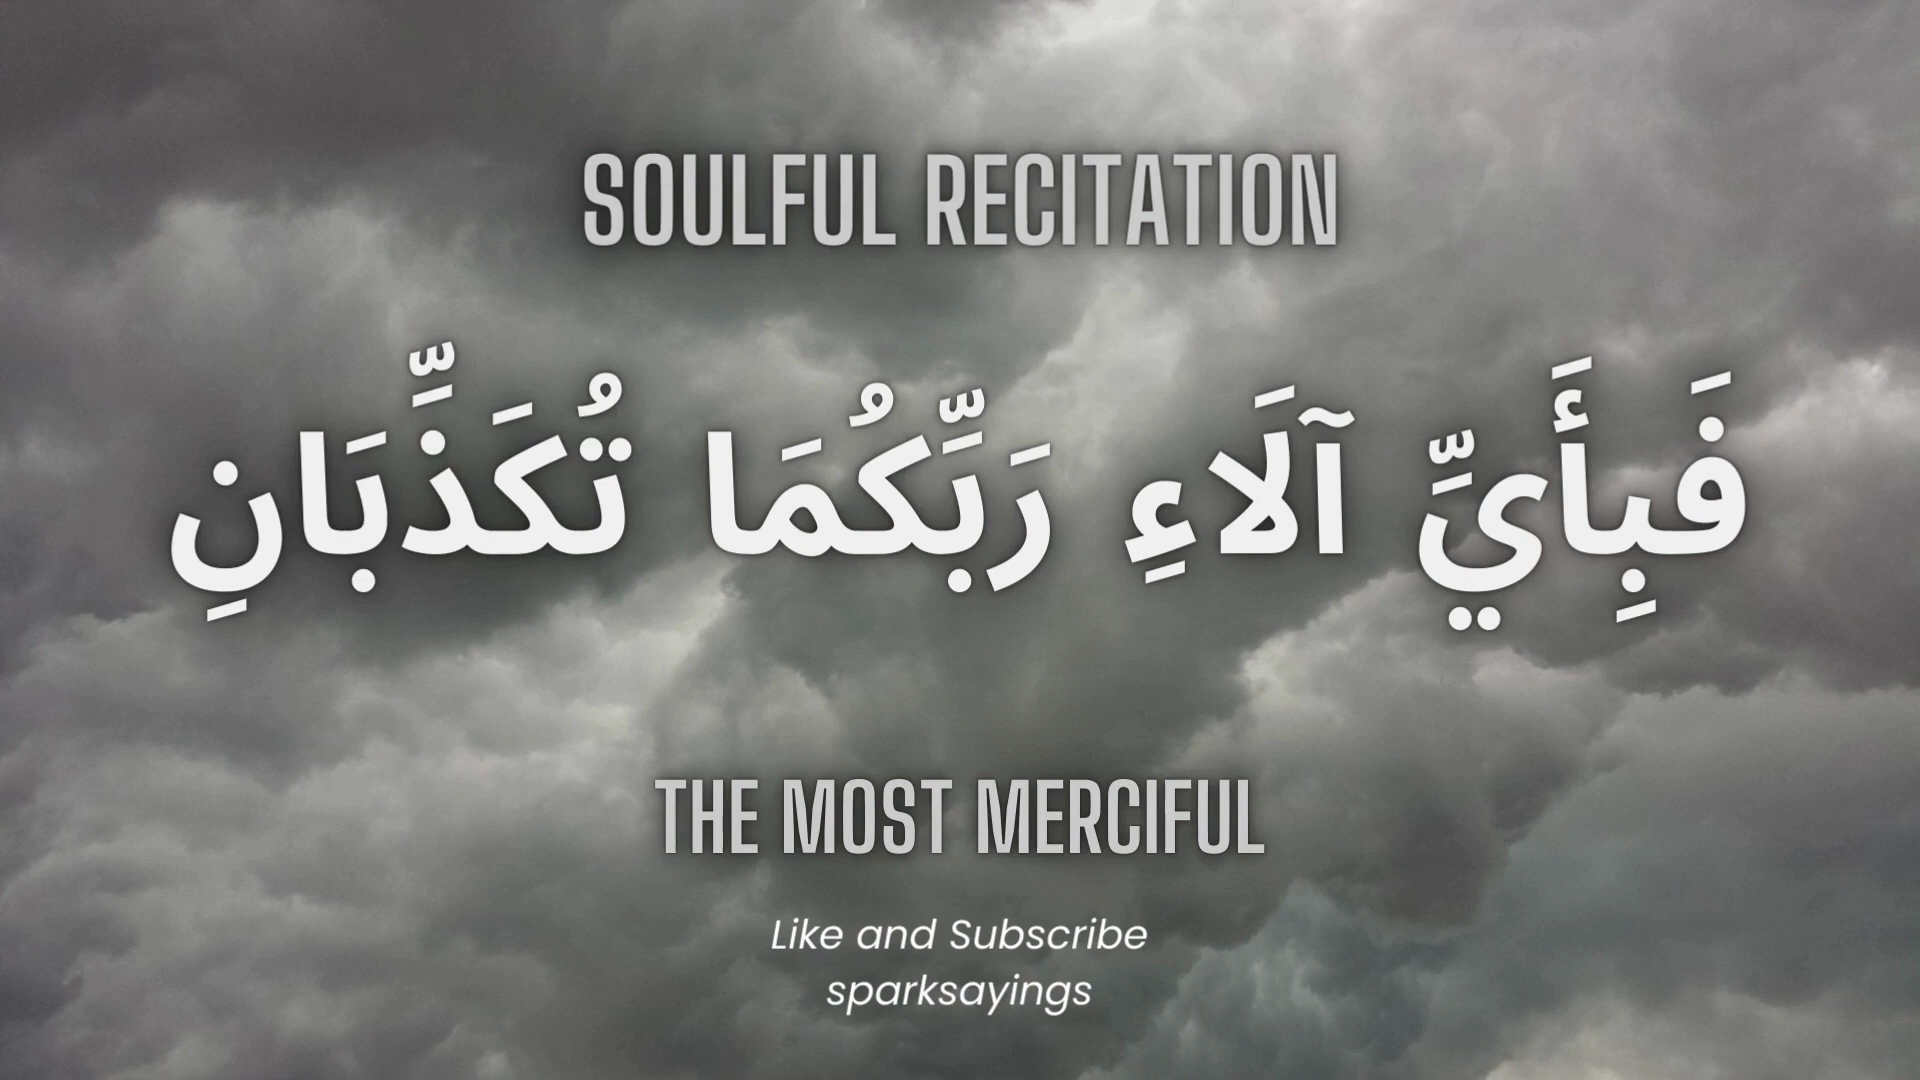 SOULFUL RECITATION
فَبِأَيِّ آلَاءِ رَبِّكُمَا تُكَذِّبَانِ
THE MOST MERCIFUL
Like and Subscribe
sparksayings